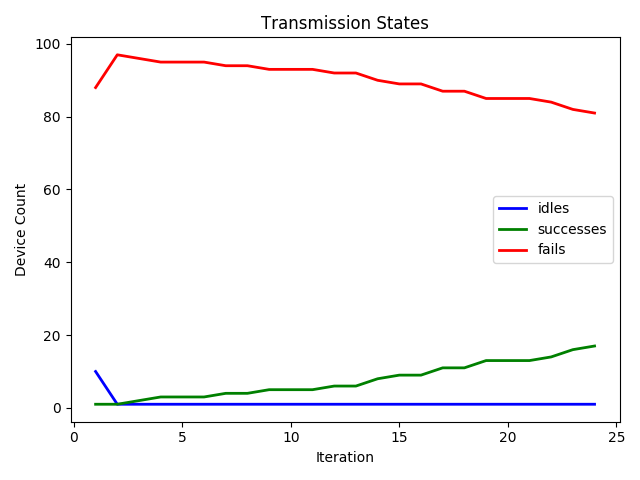 Transmission States
100
80
60
40
20
0
Device Count
idles
successes
fails
0 5 10 15 20 25
Iteration